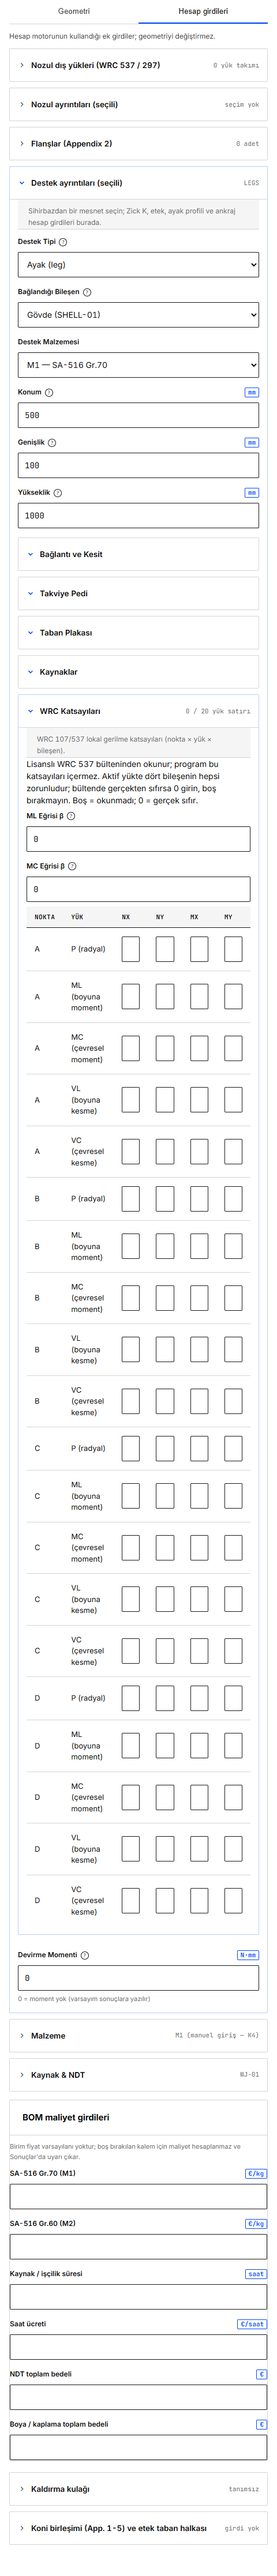 Geometri
Hesap girdileri
Hesap motorunun kullandığı ek girdiler; geometriyi değiştirmez.
Nozul dış yükleri (WRC 537 / 297)
0 yük takımı
Nozul ayrıntıları (seçili)
seçim yok
Flanşlar (Appendix 2)
0 adet
Destek ayrıntıları (seçili)
LEGS
Sihirbazdan bir mesnet seçin; Zick K, etek, ayak profili ve ankraj
hesap girdileri burada.
Destek Tipi ?
Ayak (leg)
Bağlandığı Bileşen ?
Gövde (SHELL-01)
Destek Malzemesi
M1 — SA-516 Gr.70
Konum ? mm
500
Genişlik ? mm
100
Yükseklik ? mm
1000
Bağlantı ve Kesit
Takviye Pedi
Taban Plakası
Kaynaklar
WRC Katsayıları
0 / 20 yük satırı
WRC 107/537 lokal gerilme katsayıları (nokta × yük ×
bileşen).
Lisanslı WRC 537 bülteninden okunur; program bu
katsayıları içermez. Aktif yükte dört bileşenin hepsi
zorunludur; bültende gerçekten sıfırsa 0 girin, boş
bırakmayın. Boş = okunmadı; 0 = gerçek sıfır.
ML Eğrisi β ?
0
MC Eğrisi β ?
0
NOKTA YÜK NX NY MX MY
A P (radyal)
A ML
(boyuna
moment)
A MC
(çevresel
moment)
A VL
(boyuna
kesme)
A VC
(çevresel
kesme)
B P (radyal)
B ML
(boyuna
moment)
B MC
(çevresel
moment)
B VL
(boyuna
kesme)
B VC
(çevresel
kesme)
C P (radyal)
C ML
(boyuna
moment)
C MC
(çevresel
moment)
C VL
(boyuna
kesme)
C VC
(çevresel
kesme)
D P (radyal)
D ML
(boyuna
moment)
D MC
(çevresel
moment)
D VL
(boyuna
kesme)
D VC
(çevresel
kesme)
Devirme Momenti ? N·mm
0
0 = moment yok (varsayım sonuçlara yazılır)
Malzeme
M1 (manuel giriş — K4)
Kaynak & NDT
WJ-01
BOM maliyet girdileri
Birim fiyat varsayılanı yoktur; boş bırakılan kalem için maliyet hesaplanmaz ve
Sonuçlar'da uyarı çıkar.
SA-516 Gr.70 (M1) €/kg
SA-516 Gr.60 (M2) €/kg
Kaynak / işçilik süresi saat
Saat ücreti €/saat
NDT toplam bedeli €
Boya / kaplama toplam bedeli €
Kaldırma kulağı
tanımsız
Koni birleşimi (App. 1-5) ve etek taban halkası
girdi yok